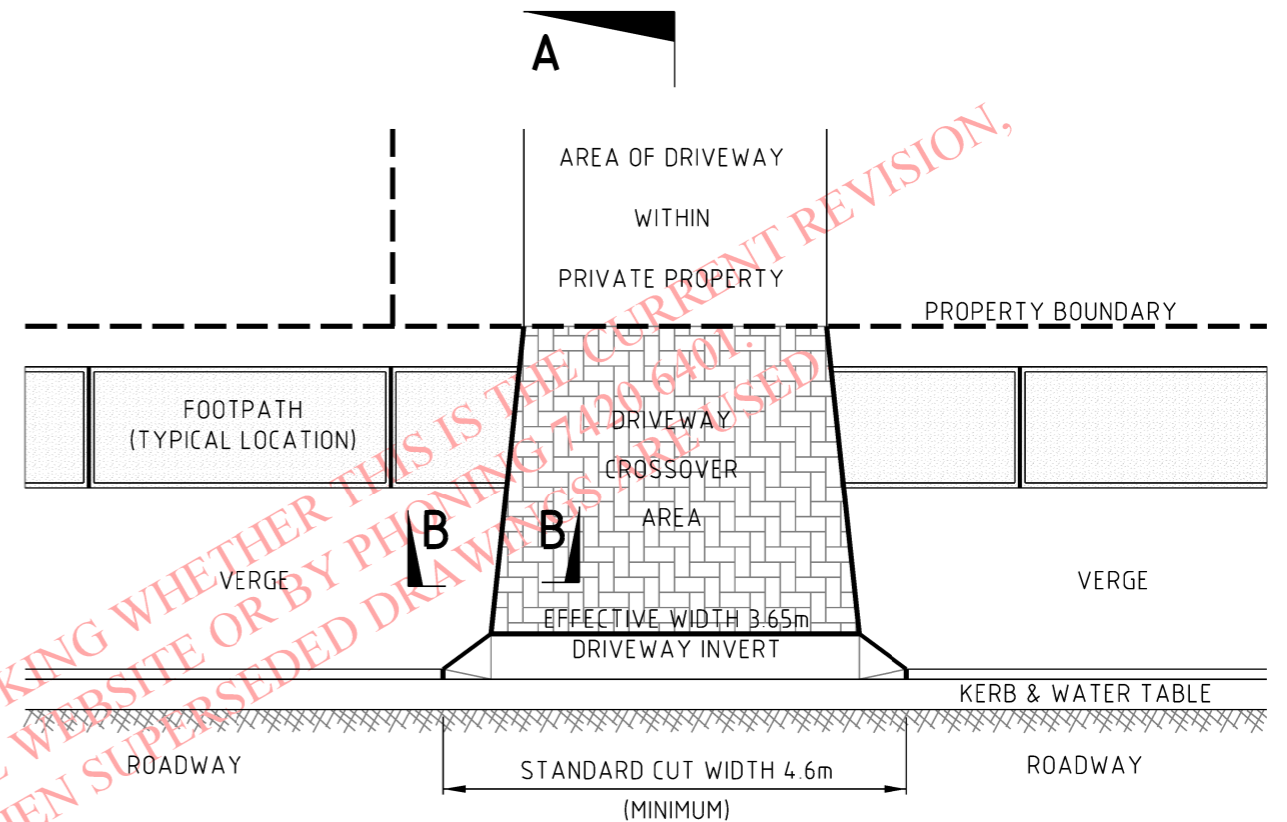 A
AREA OF DRIVEWAY
WITHIN
PRIVATE PROPERTY
PROPERTY BOUNDARY
FOOTPATH
(TYPICAL LOCATION)
DRIVEWAY
CROSSOVER
AREA
B
B
VERGE
VERGE
EFFECTIVE WIDTH 3.65m
DRIVEWAY INVERT
KERB & WATER TABLE
ROADWAY
STANDARD CUT WIDTH 4.6m
(MINIMUM)
ROADWAY
KING WHETHER THIS IS THE CURRENT REVISION,
WEBSITE OR BY PHONING 7420 6401.
SUPERSEDED DRAWINGS ARE USED